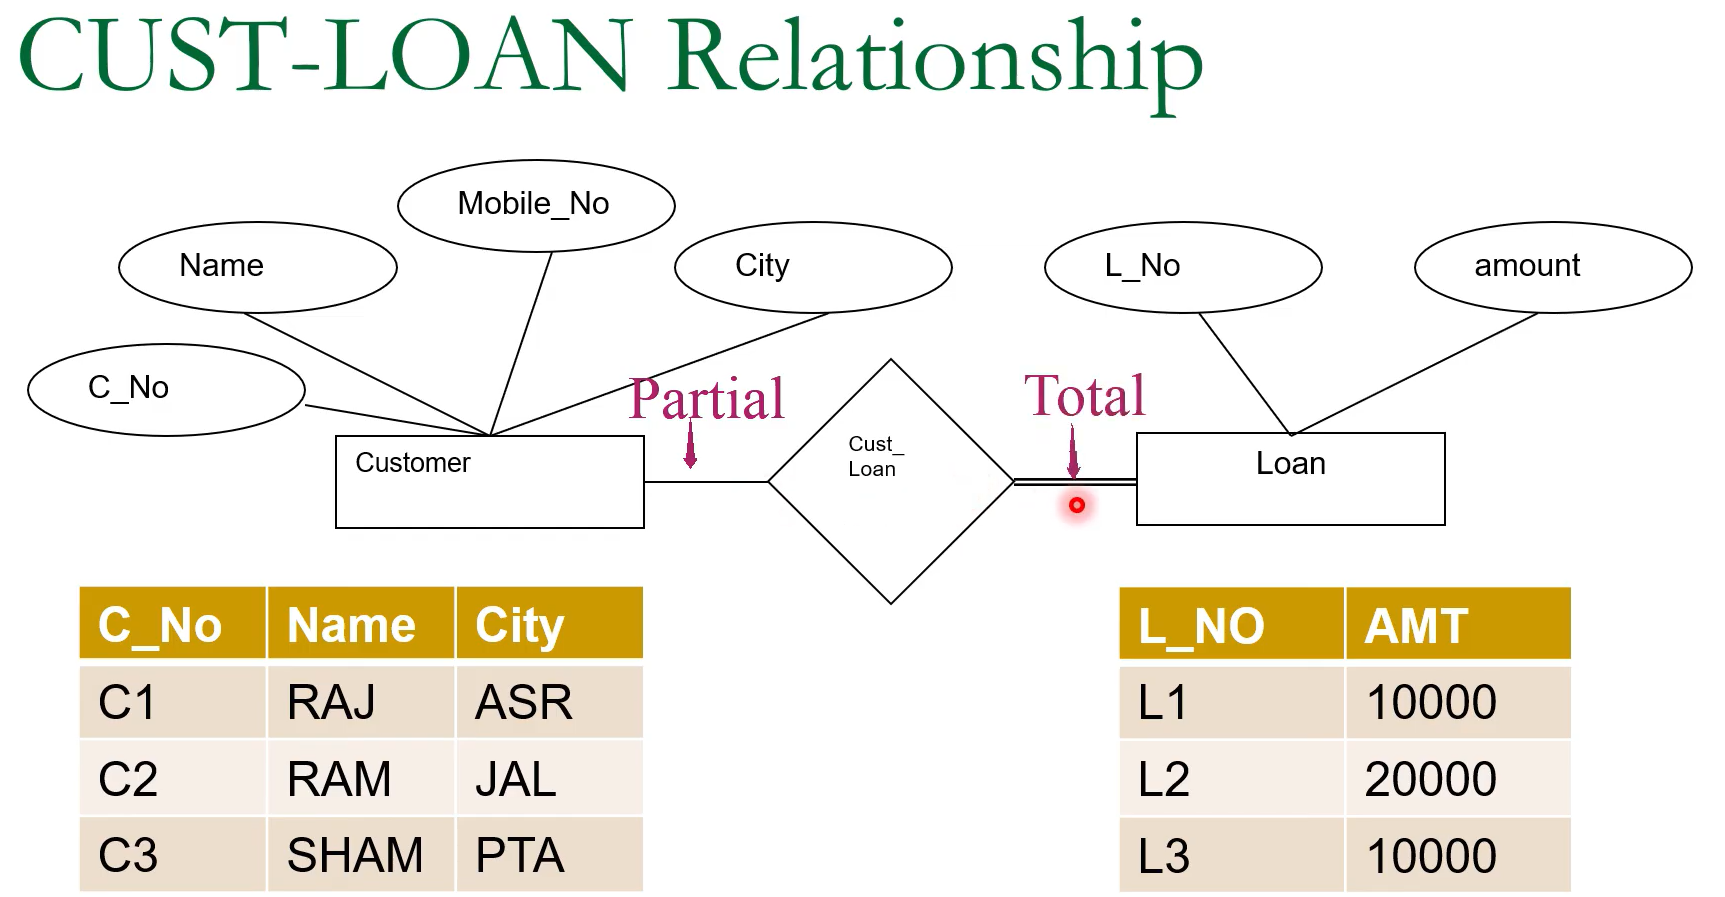 CUST-LOAN Relationship
Mobile_No
Name
City
L_No
amount
C_No
Partial
Total
Customer
Cust_
Loan
Loan
C_No Name City
C1 RAJ ASR
C2 RAM JAL
C3 SHAM PTA
L_NO AMT
L1 10000
L2 20000
L3 10000